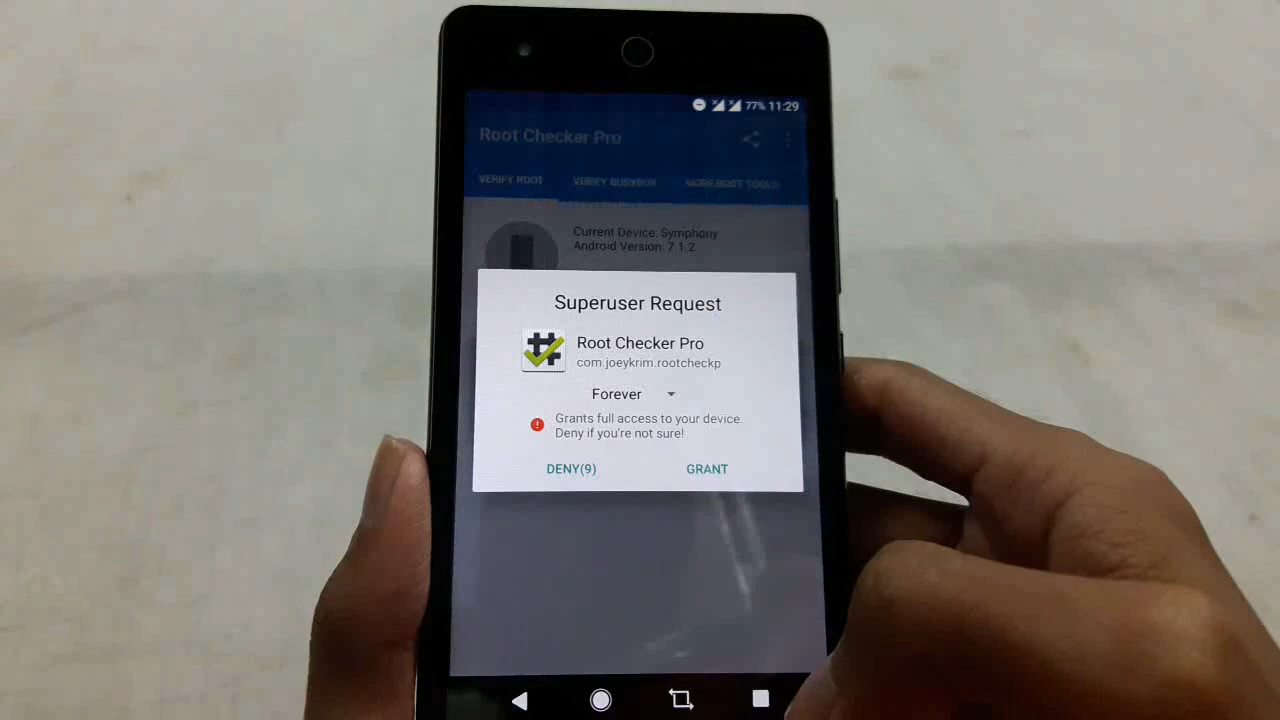 77% 11:29
Root Checker Pro
VERIFY ROOT VERIFY BUSYBOX MORE ROOT TOOLS
Current Device: Symphony
Android Version: 7.1.2
Superuser Request
Root Checker Pro
com.joeykrim.rootcheckp
Forever
Grants full access to your device.
Deny if you're not sure!
DENY(9) GRANT